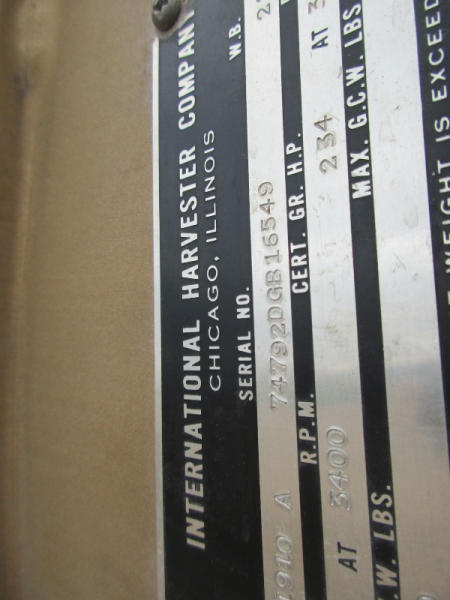 INTERNATIONAL HARVESTER COMPANY
CHICAGO, ILLINOIS
SERIAL NO. W.B.
1910 A 74792DGB16549
R.P.M. CERT. GR. H.P.
AT 3400 234 AT
.W. LBS. MAX. G.C.W. LBS
WEIGHT IS EXCEED